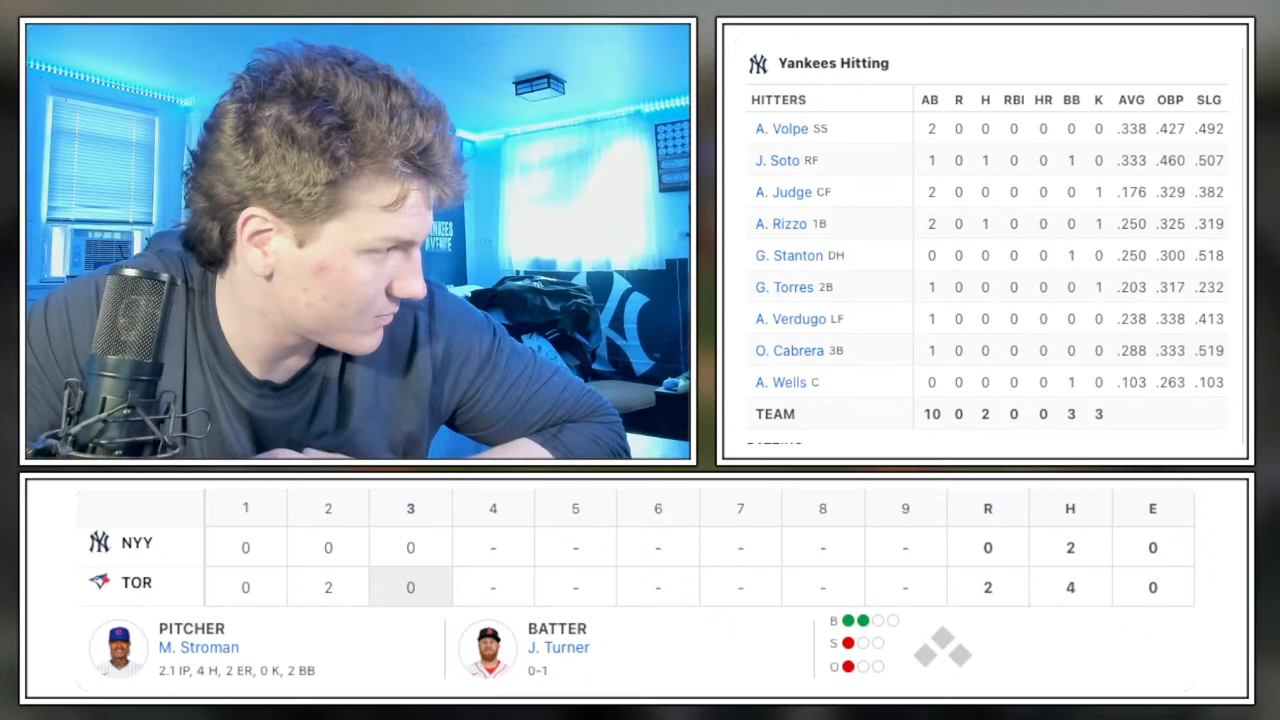 YANKEES
AVENUE
Yankees Hitting
HITTERS AB R H RBI HR BB K AVG OBP SLG
A. Volpe SS 2 0 0 0 0 0 0 .338 .427 .492
J. Soto RF 1 0 1 0 0 1 0 .333 .460 .507
A. Judge CF 2 0 0 0 0 0 1 .176 .329 .382
A. Rizzo 1B 2 0 1 0 0 0 1 .250 .325 .319
G. Stanton DH 0 0 0 0 0 1 0 .250 .300 .518
G. Torres 2B 1 0 0 0 0 0 1 .203 .317 .232
A. Verdugo LF 1 0 0 0 0 0 0 .238 .338 .413
O. Cabrera 3B 1 0 0 0 0 0 0 .288 .333 .519
A. Wells C 0 0 0 0 0 1 0 .103 .263 .103
TEAM 10 0 2 0 0 3 3
1 2 3 4 5 6 7 8 9 R H E
NYY 0 0 0 - - - - - - 0 2 0
TOR 0 2 0 - - - - - - 2 4 0
PITCHER
M. Stroman
2.1 IP, 4 H, 2 ER, 0 K, 2 BB
BATTER
J. Turner
0-1
B
S
O